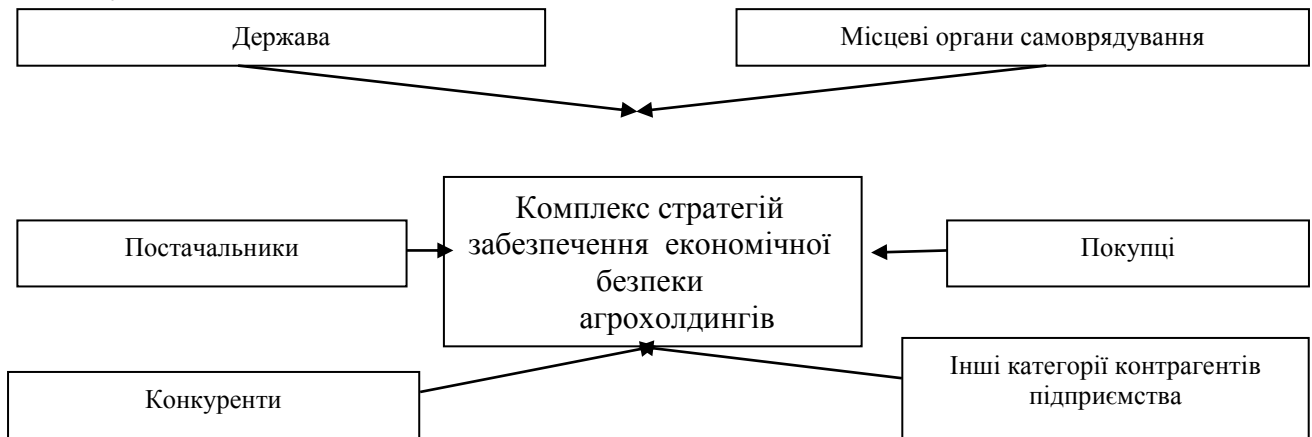 Держава
Місцеві органи самоврядування
Комплекс стратегій
забезпечення економічної
безпеки
агрохолдингів
Постачальники
Покупці
Інші категорії контрагентів
підприємства
Конкуренти